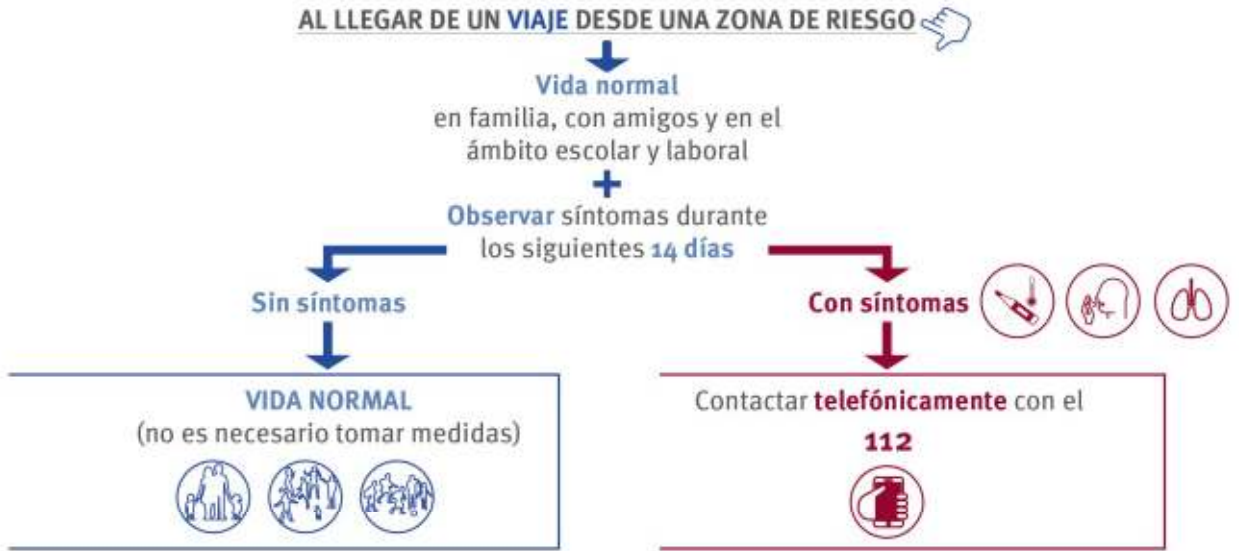 AL LLEGAR DE UN VIAJE DESDE UNA ZONA DE RIESGO
Vida normal
en familia, con amigos y en el
ámbito escolar y laboral
+
Observar síntomas durante
los siguientes 14 días
Sin síntomas
Con síntomas
VIDA NORMAL
(no es necesario tomar medidas)
Contactar telefónicamente con el
112